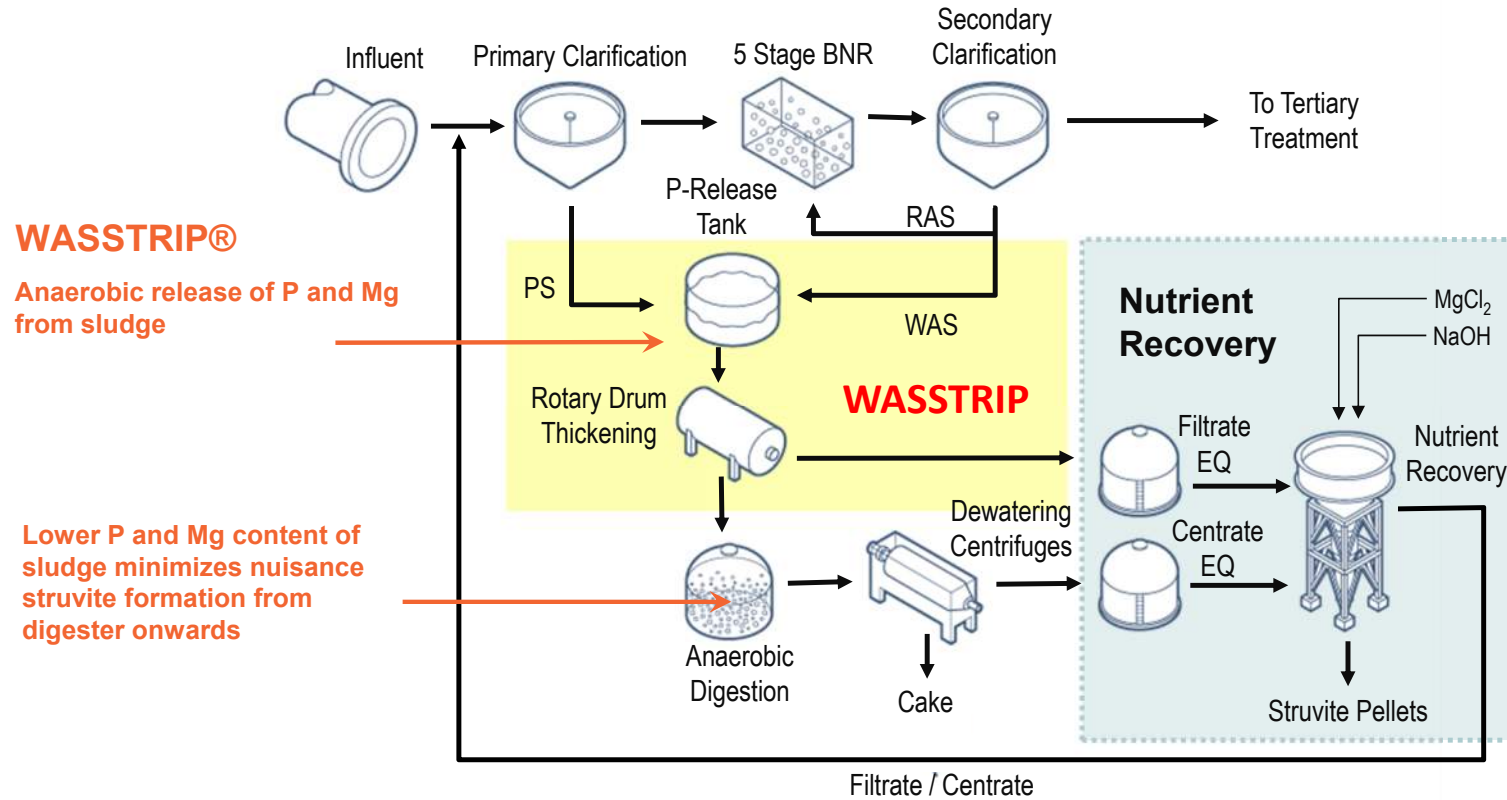 Influent
Primary Clarification
5 Stage BNR
Secondary
Clarification
To Tertiary
Treatment
P-Release
Tank
RAS
WASSTRIP®
Anaerobic release of P and Mg
from sludge
PS
WAS
Nutrient
Recovery
MgCl₂
NaOH
Rotary Drum
Thickening
WASSTRIP
Filtrate
EQ
Nutrient
Recovery
Lower P and Mg content of
sludge minimizes nuisance
struvite formation from
digester onwards
Dewatering
Centrifuges
Centrate
EQ
Anaerobic
Digestion
Cake
Struvite Pellets
Filtrate / Centrate